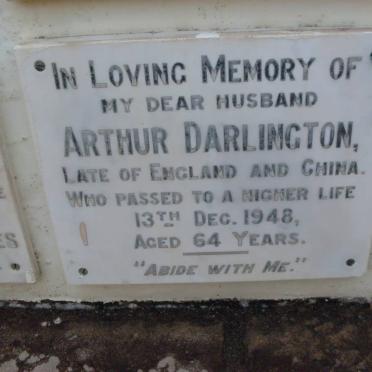 In Loving Memory of
my dear husband
Arthur Darlington,
Late of England and China.
Who passed to a higher life
13TH Dec. 1948,
Aged 64 Years.
"Abide with Me."